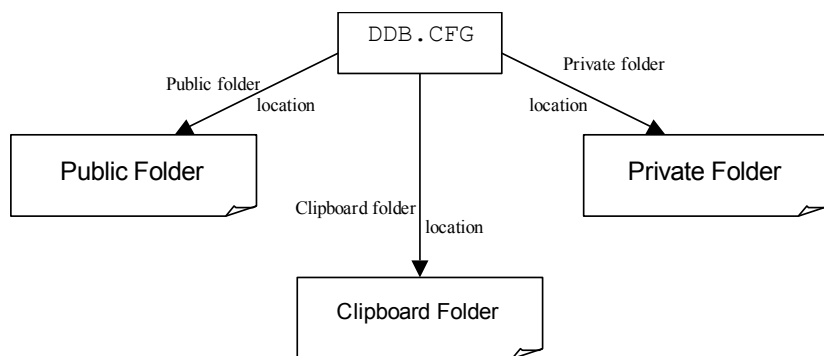 DDB.CFG
Public folder
location
Private folder
location
Public Folder
Private Folder
Clipboard folder
location
Clipboard Folder